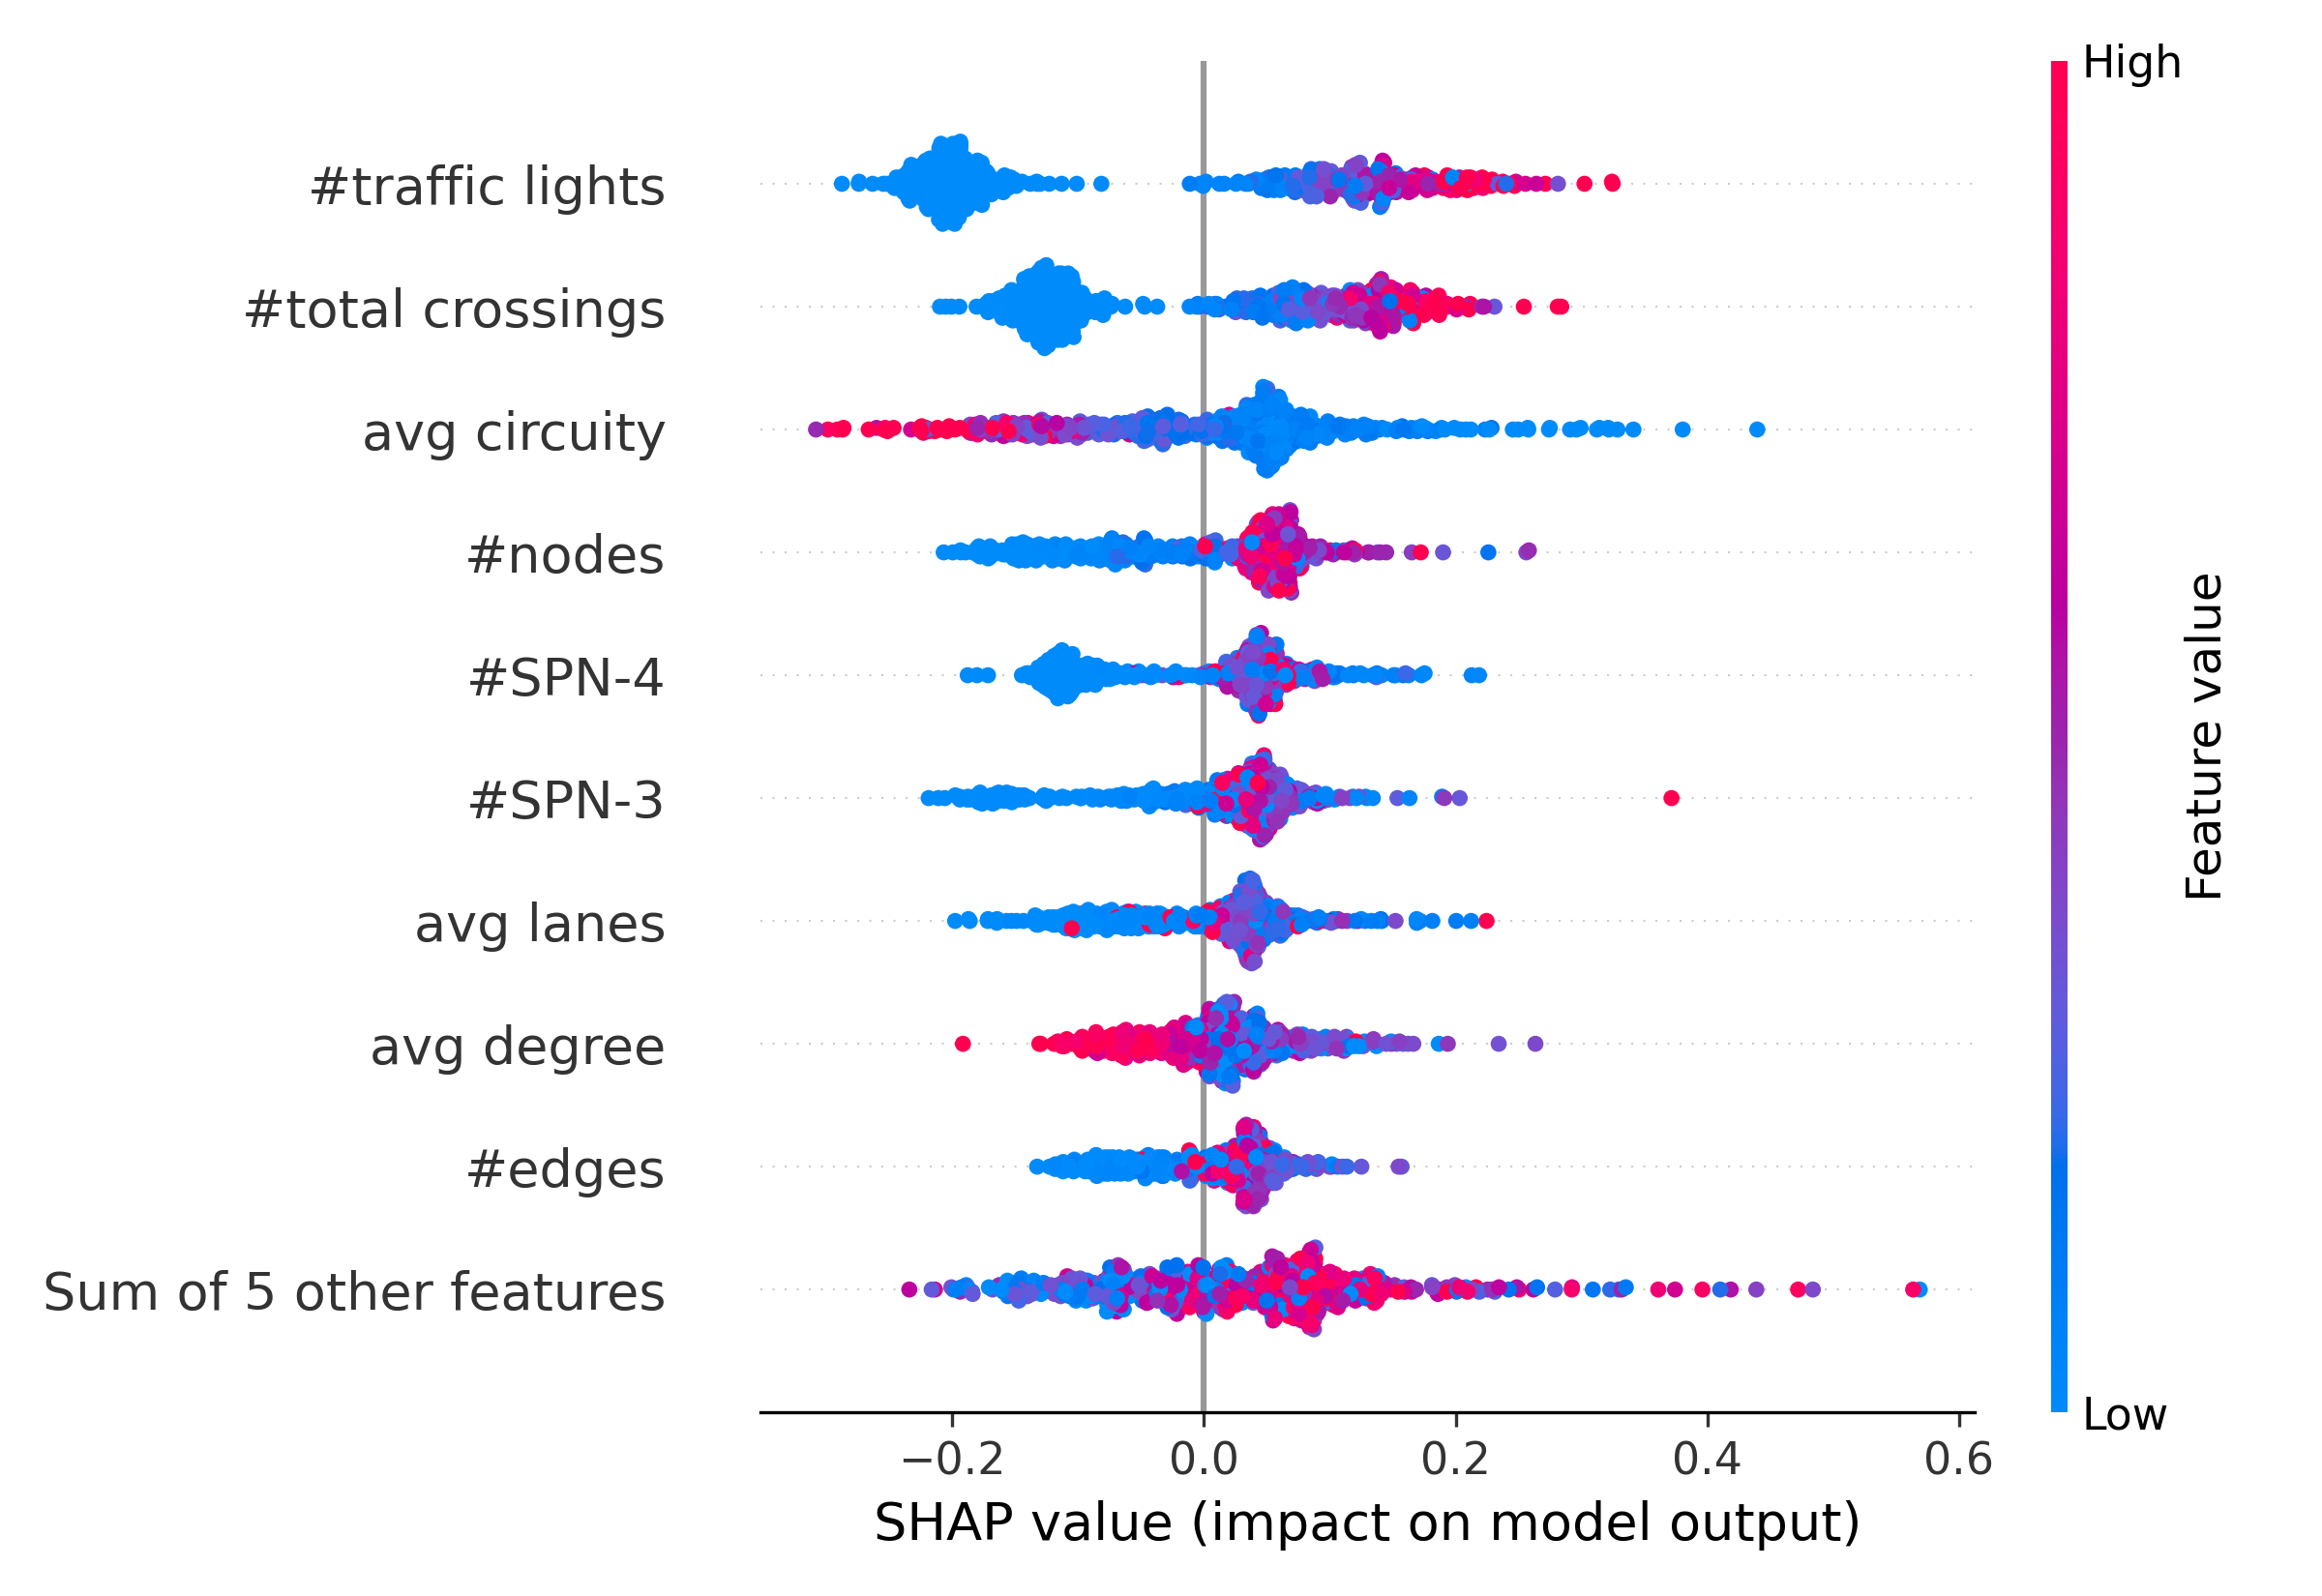 High
#traffic lights
#total crossings
avg circuity
#nodes
#SPN-4
#SPN-3
avg lanes
avg degree
#edges
Sum of 5 other features
Feature value
Low
−0.2 0.0 0.2 0.4 0.6
SHAP value (impact on model output)